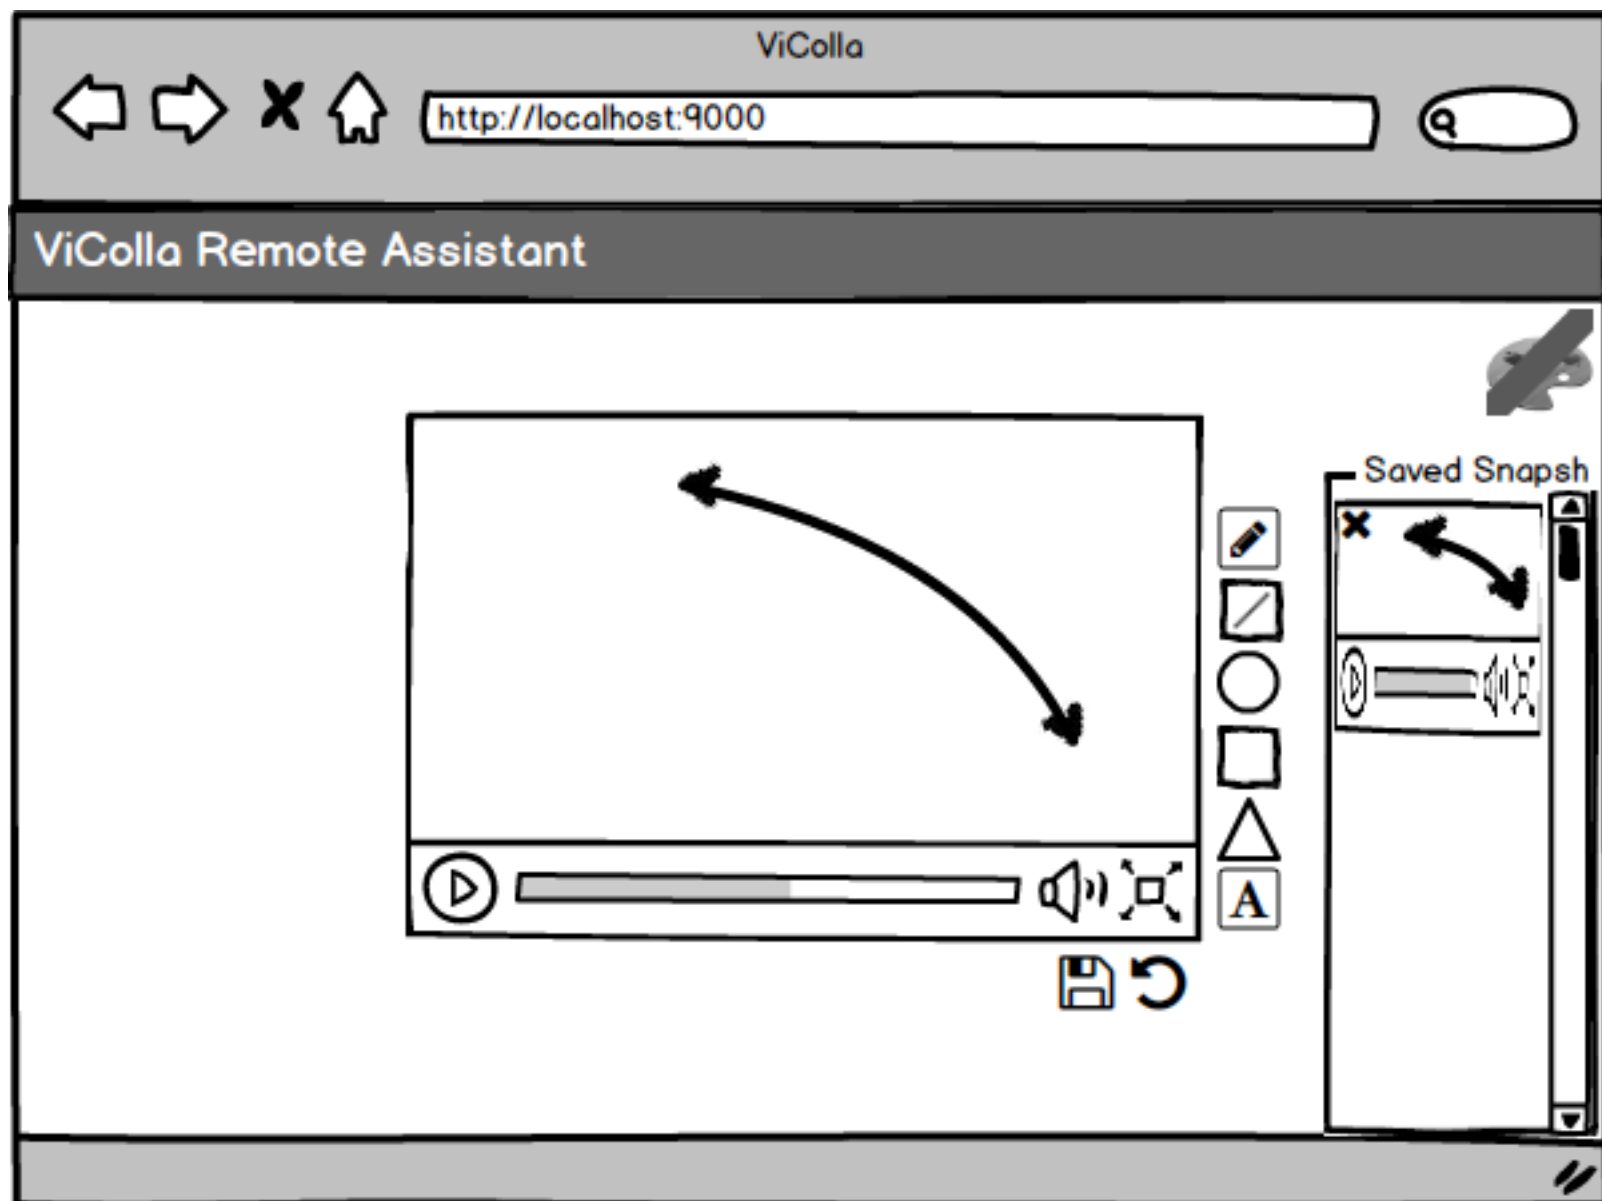 ViColla
http://localhost:9000
ViColla Remote Assistant
Saved Snapsh
A